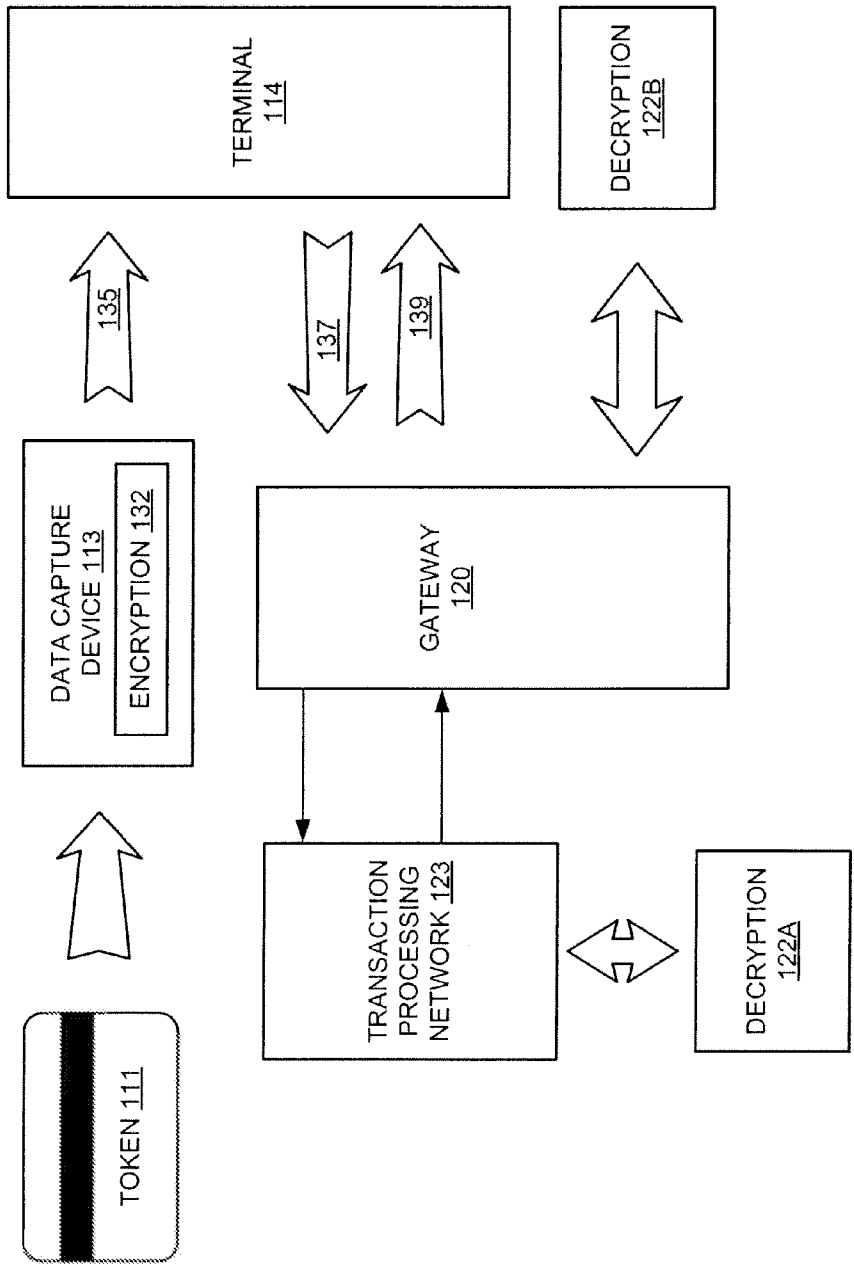 TOKEN 111
DATA CAPTURE
DEVICE 113
ENCRYPTION 132
135
TERMINAL
114
137
139
TRANSACTION
PROCESSING
NETWORK 123
GATEWAY
120
DECRYPTION
122A
DECRYPTION
122B